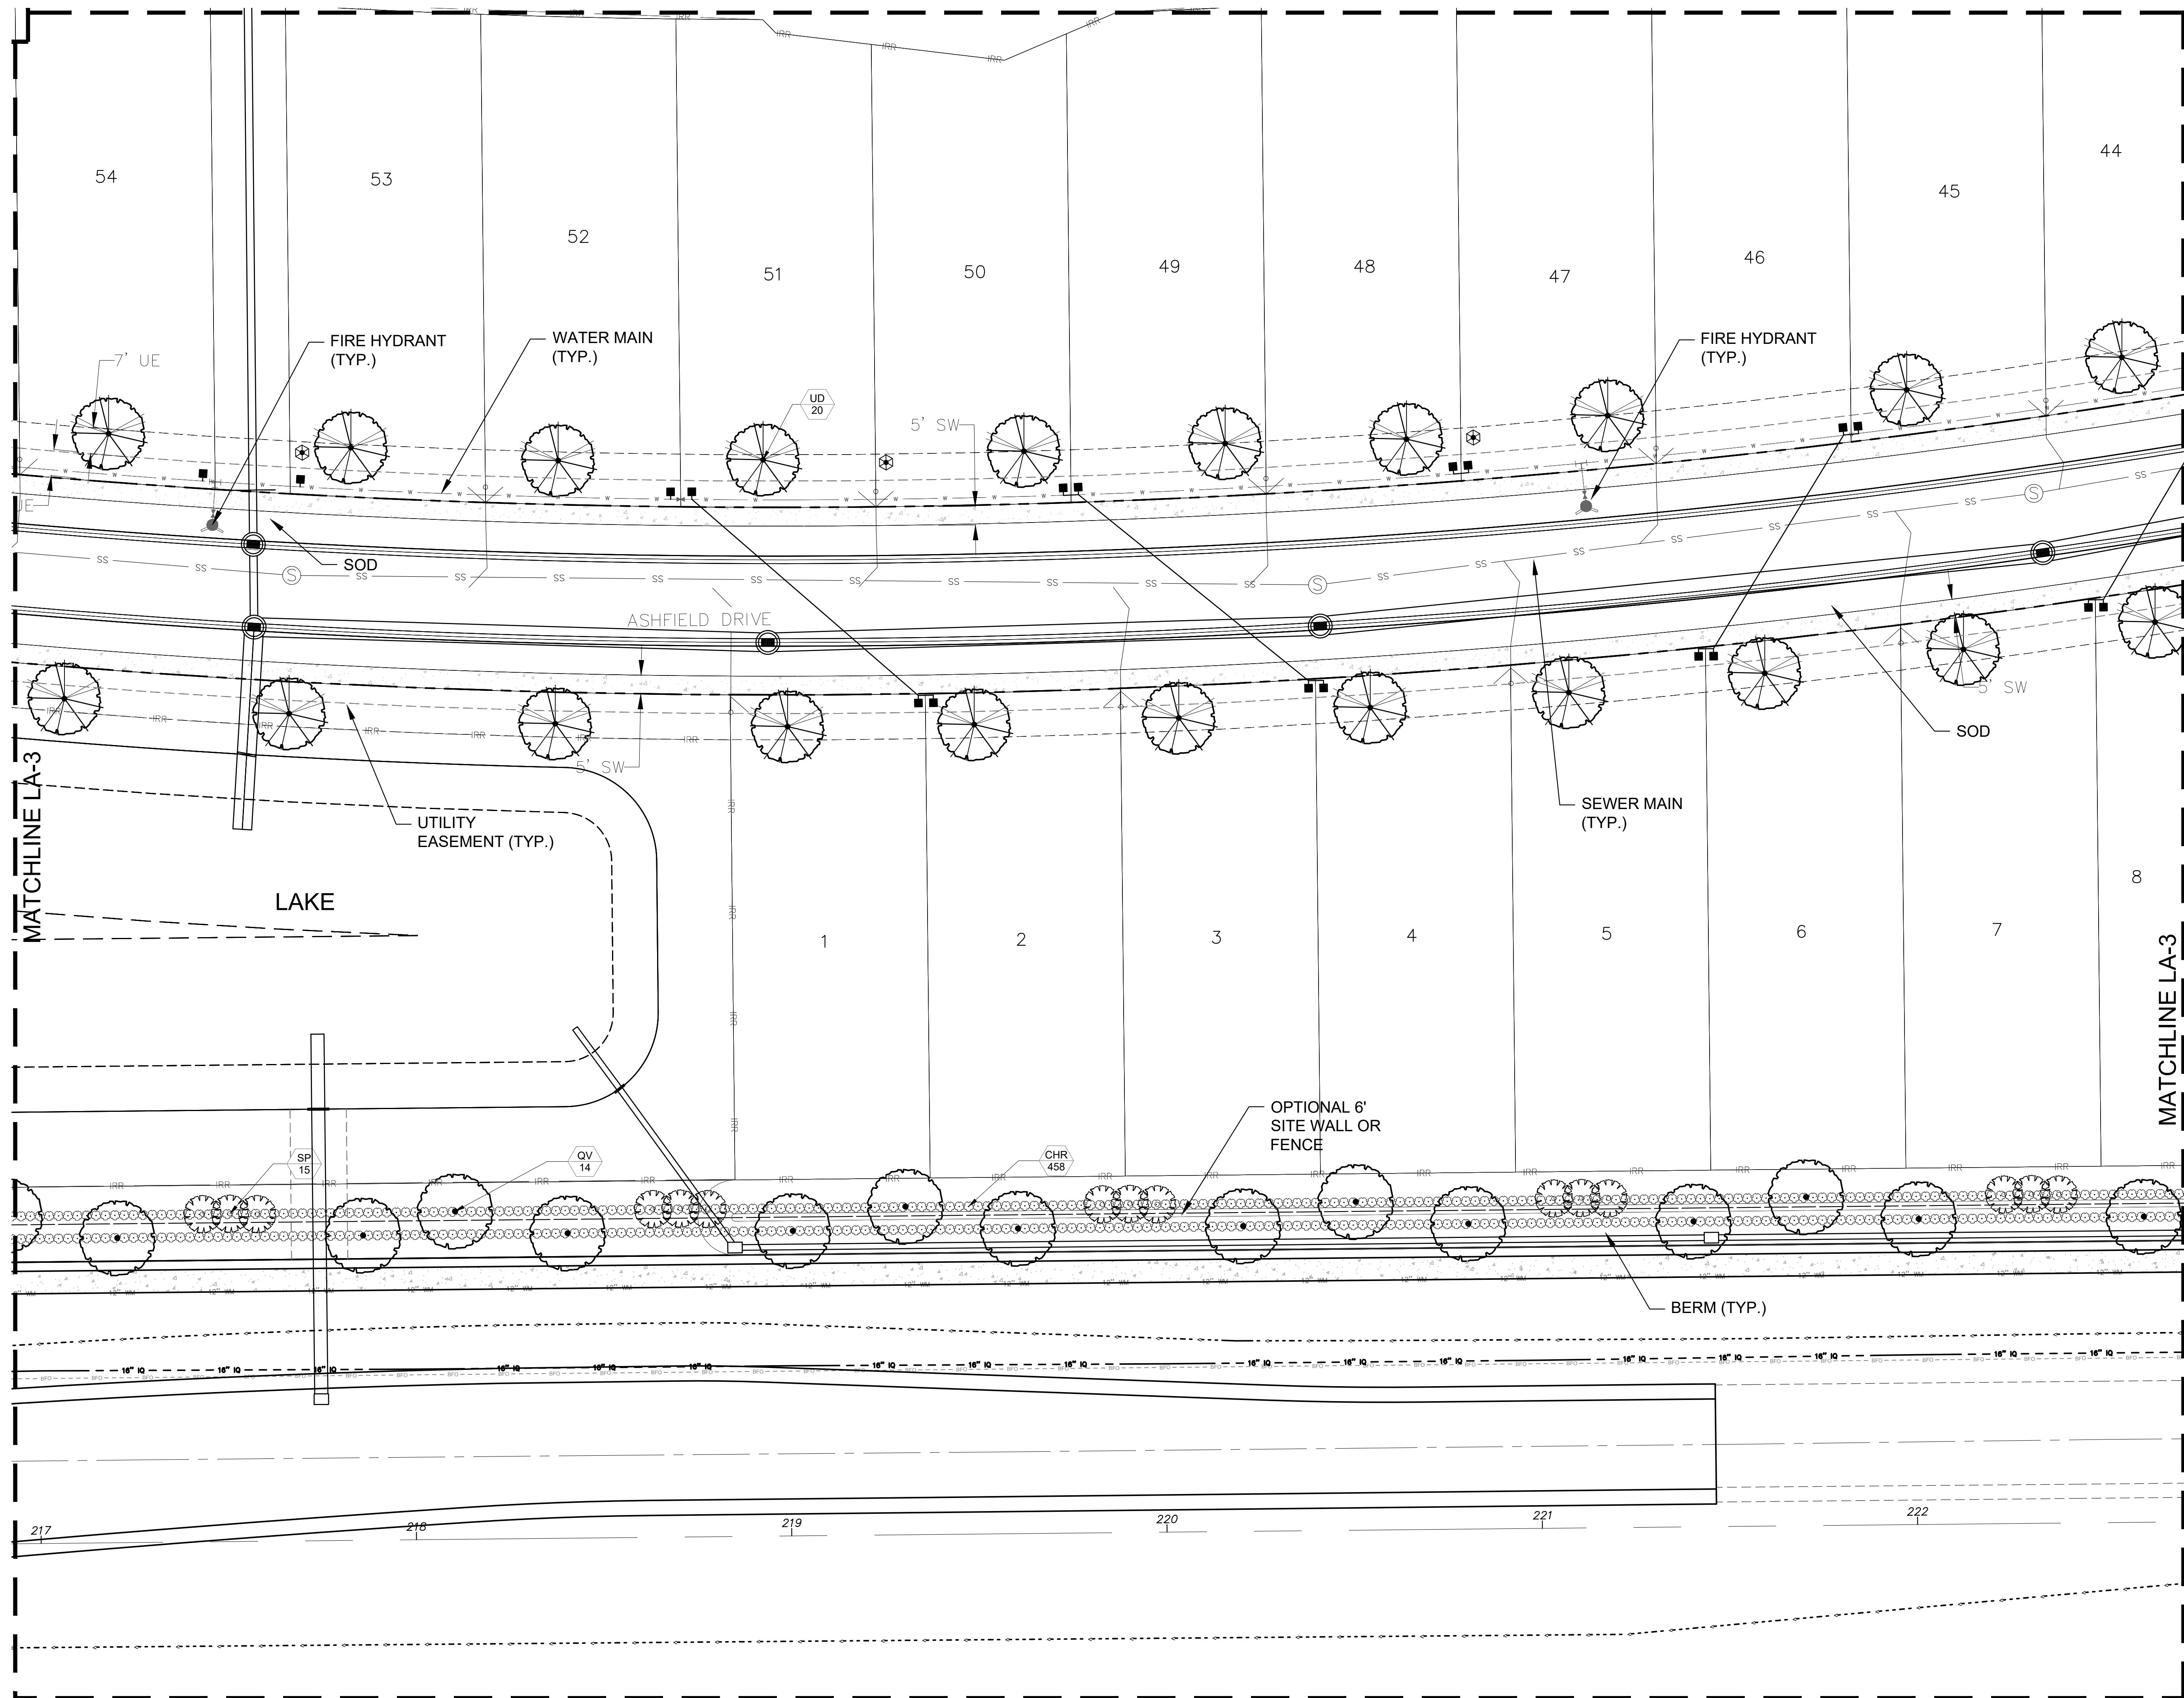 54
53
52
51
50
49
48
47
46
45
44
FIRE HYDRANT
(TYP.)
WATER MAIN
(TYP.)
FIRE HYDRANT
(TYP.)
7' UE
UD
20
5' SW
UE
SOD
ASHFIELD DRIVE
5' SW
5' SW
SOD
UTILITY
EASEMENT (TYP.)
SEWER MAIN
(TYP.)
MATCHLINE LA-3
LAKE
1
2
3
4
5
6
7
8
MATCHLINE LA-3
OPTIONAL 6'
SITE WALL OR
FENCE
SP
15
QV
14
CHR
458
BERM (TYP.)
12" WM
16" IQ
BFO
IRR
SS
W
S
217
218
219
220
221
222